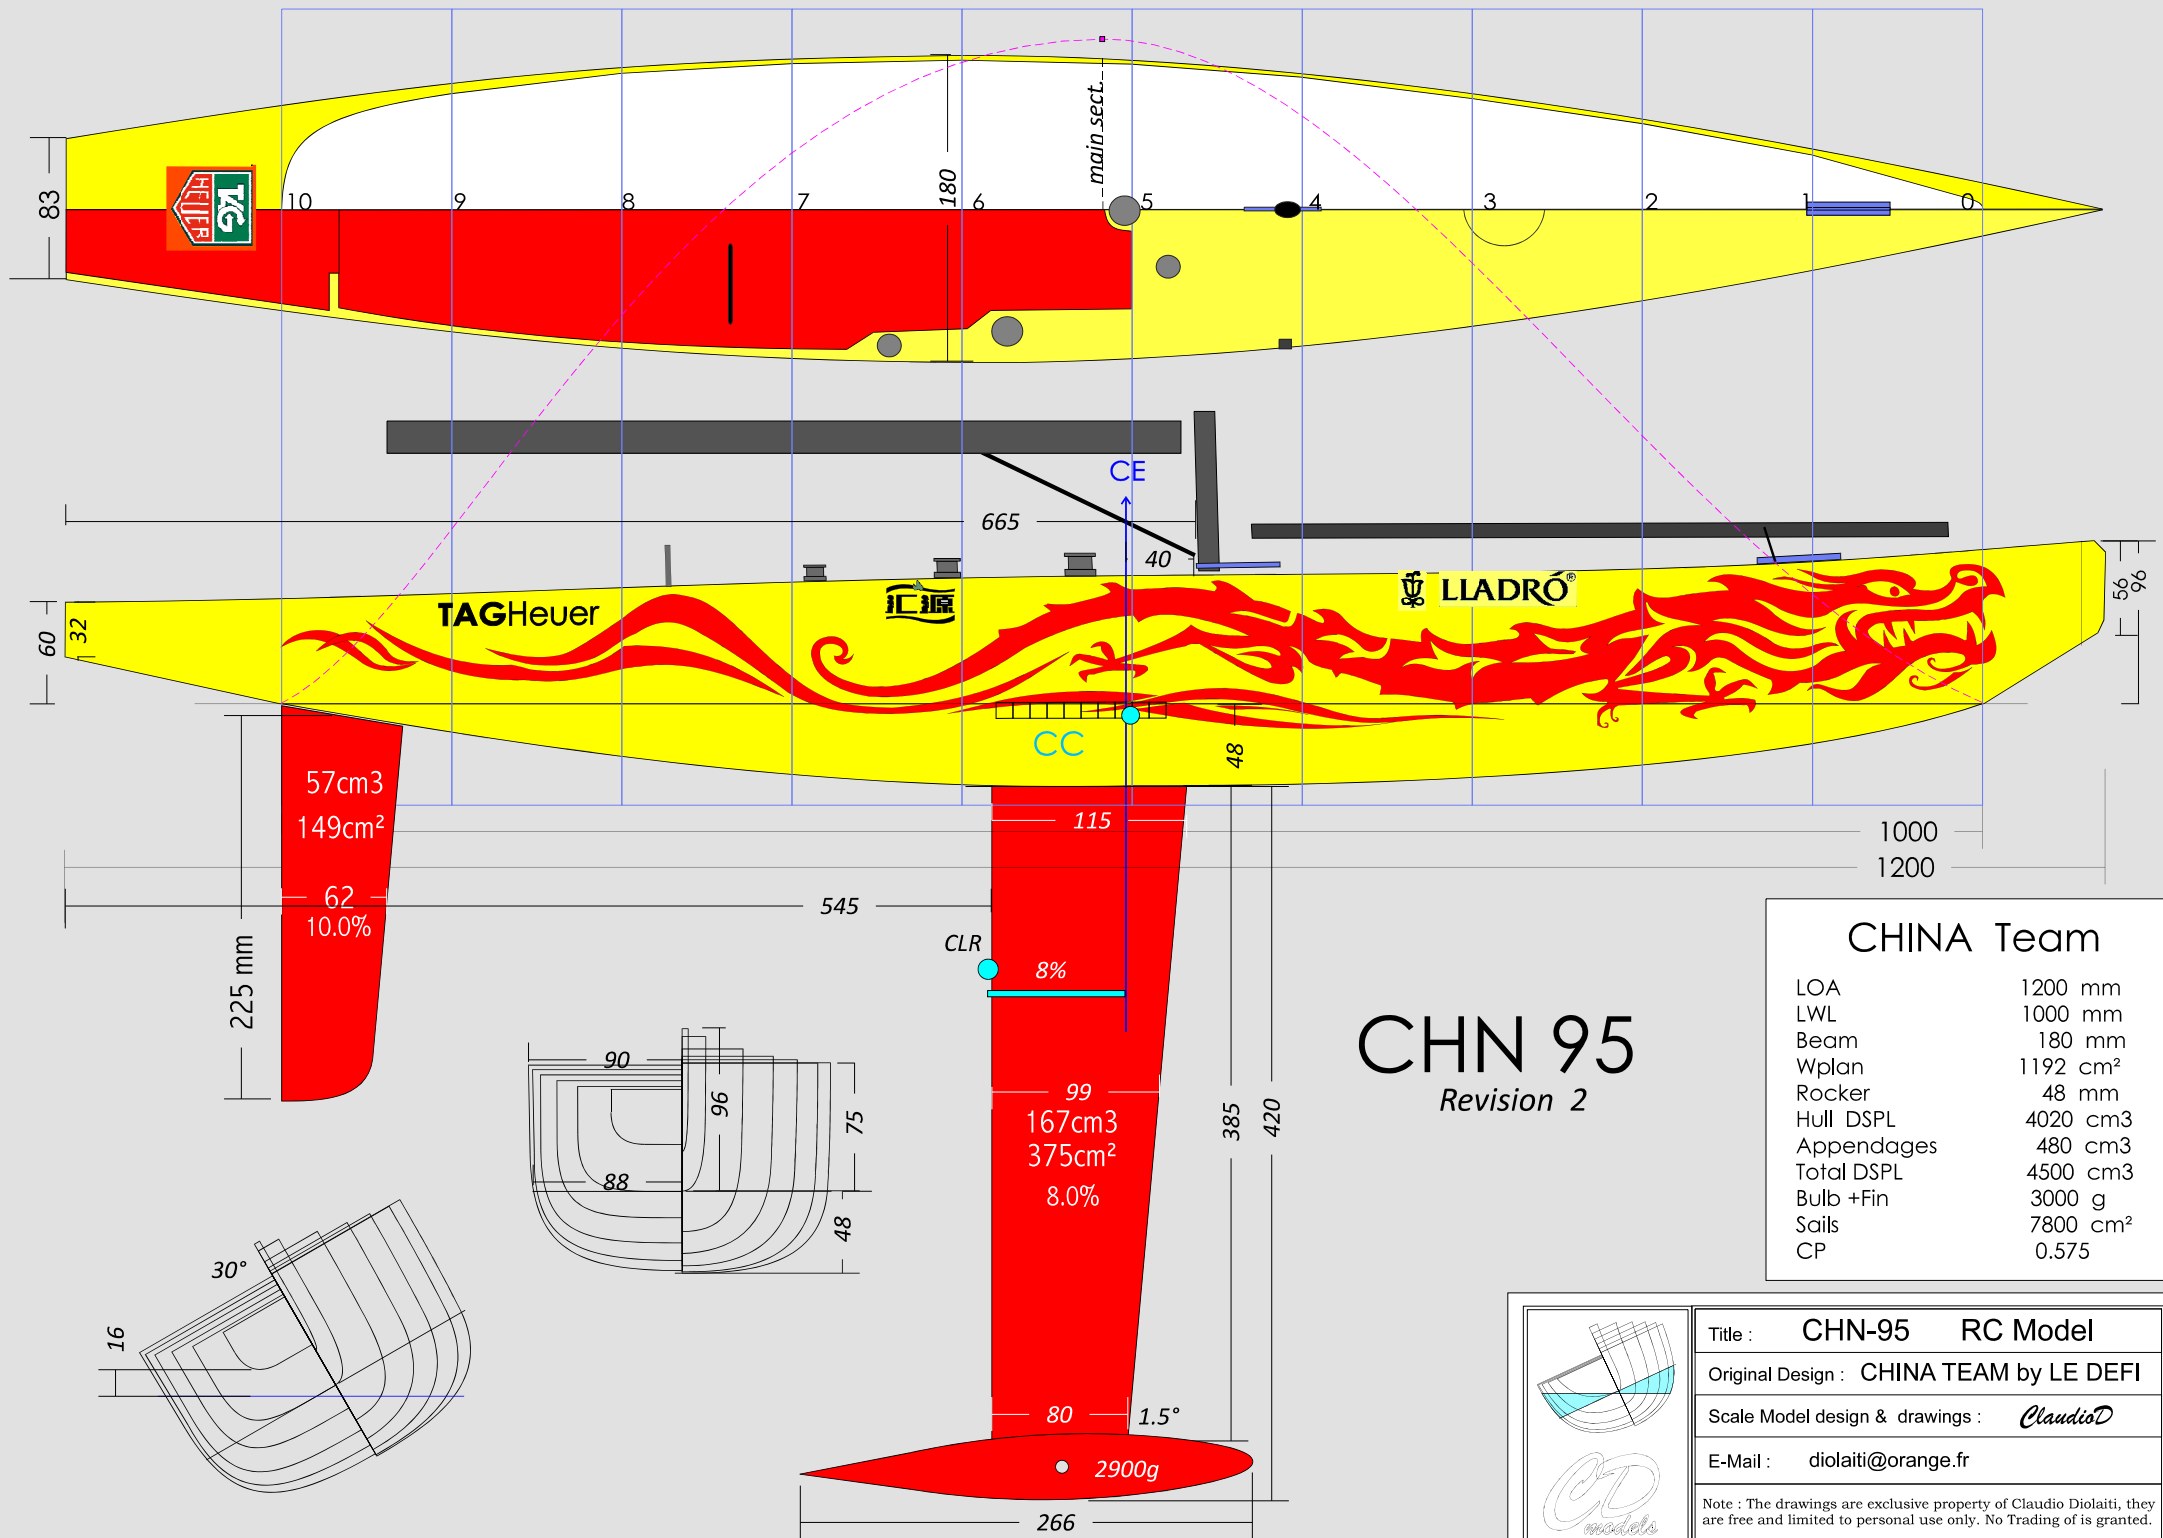 main sect.
180
83
TAG
HEUER
10 9 8 7 6 5 4 3 2 1 0
CE
665
40
56
96
60
32
TAGHeuer
汇源
LLADRÓ®
CC
48
57cm3
149cm²
62
10.0%
225 mm
115
1000
1200
545
CLR
8%
99
167cm3
375cm²
8.0%
385
420
80
1.5°
2900g
266
90
96
75
88
48
30°
16
CHN 95
Revision 2
CHINA Team
LOA 1200 mm
LWL 1000 mm
Beam 180 mm
Wplan 1192 cm²
Rocker 48 mm
Hull DSPL 4020 cm3
Appendages 480 cm3
Total DSPL 4500 cm3
Bulb +Fin 3000 g
Sails 7800 cm²
CP 0.575
Title : CHN-95 RC Model
Original Design : CHINA TEAM by LE DEFI
Scale Model design & drawings : ClaudioD
E-Mail : diolaiti@orange.fr
Note : The drawings are exclusive property of Claudio Diolaiti, they
are free and limited to personal use only. No Trading of is granted.
CD
models